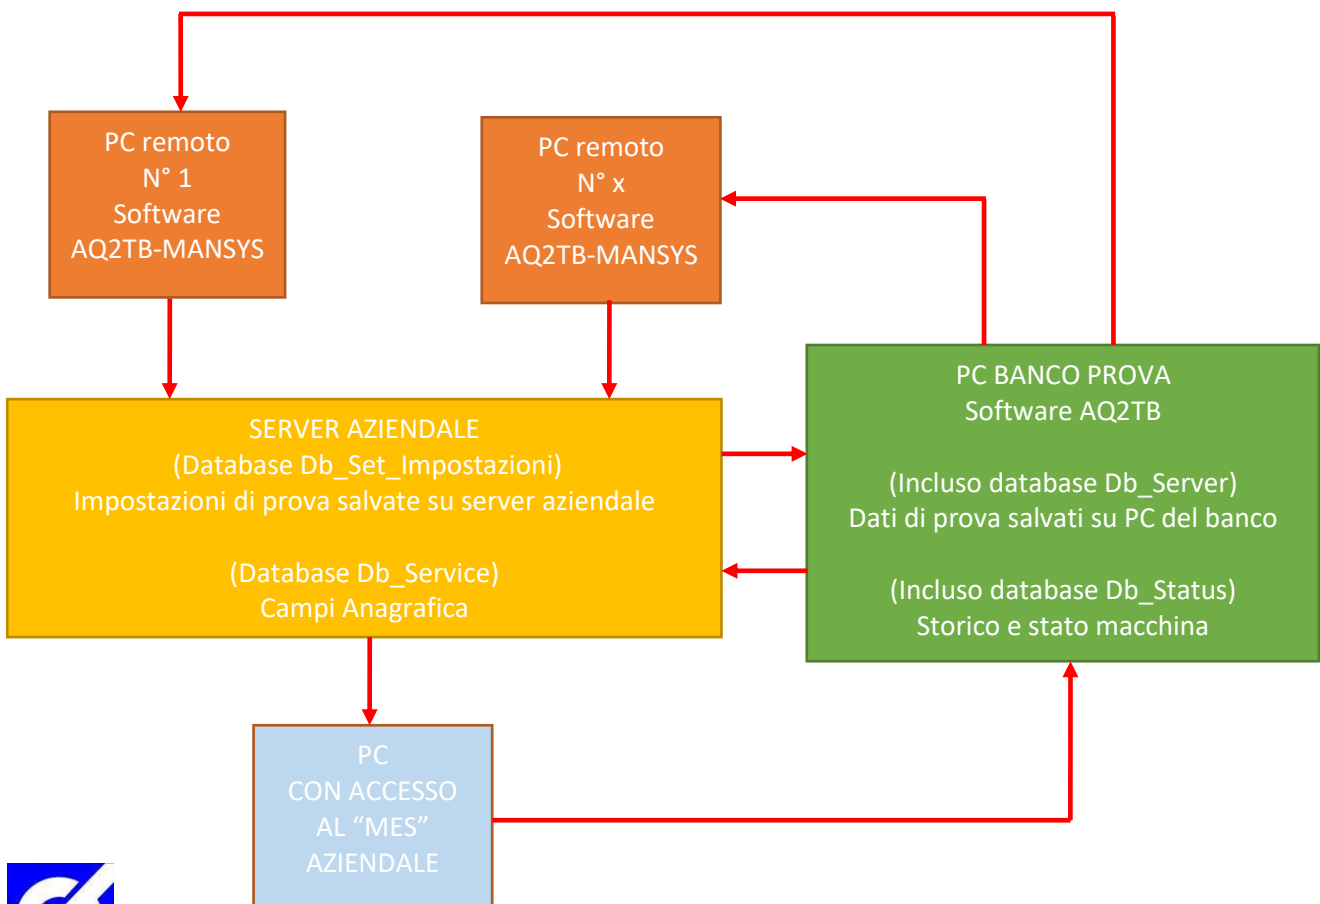 PC remoto
N° 1
Software
AQ2TB-MANSYS
PC remoto
N° x
Software
AQ2TB-MANSYS
SERVER AZIENDALE
(Database Db_Set_Impostazioni)
Impostazioni di prova salvate su server aziendale
(Database Db_Service)
Campi Anagrafica
PC BANCO PROVA
Software AQ2TB
(Incluso database Db_Server)
Dati di prova salvati su PC del banco
(Incluso database Db_Status)
Storico e stato macchina
PC
CON ACCESSO
AL “MES”
AZIENDALE